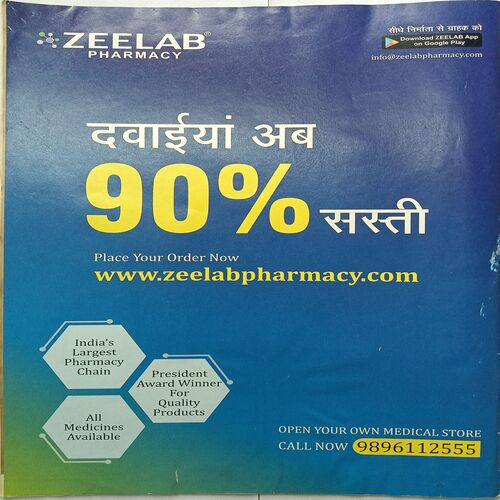 ZEELAB®
PHARMACY
सीधे निर्माता से ग्राहक को
Download ZEELAB App
on Google Play
info@zeelabpharmacy.com
दवाईयां अब
90% सस्ती
Place Your Order Now
www.zeelabpharmacy.com
India's
Largest
Pharmacy
Chain
President
Award Winner
For
Quality
Products
All
Medicines
Available
OPEN YOUR OWN MEDICAL STORE
CALL NOW 9896112555